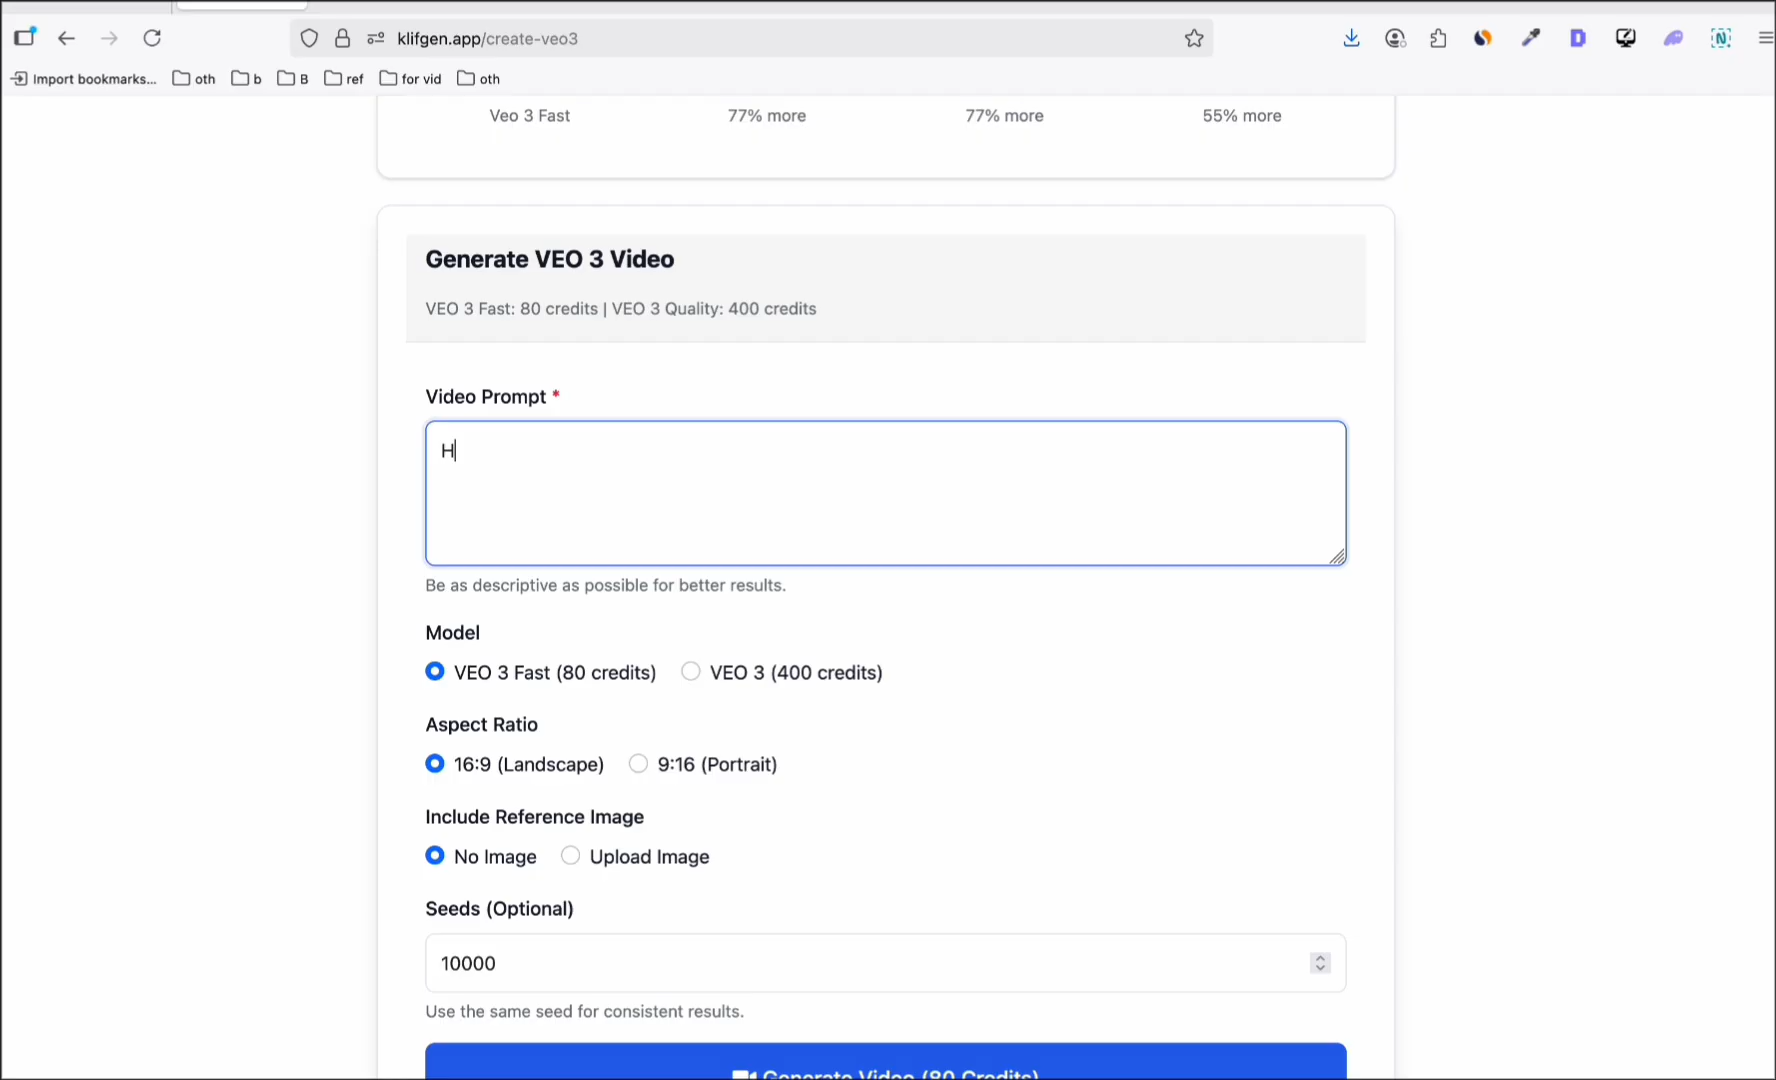 klifgen.app/create-veo3
Import bookmarks... oth b B ref for vid oth
Veo 3 Fast 77% more 77% more 55% more
Generate VEO 3 Video
VEO 3 Fast: 80 credits | VEO 3 Quality: 400 credits
Video Prompt *
H
Be as descriptive as possible for better results.
Model
VEO 3 Fast (80 credits) VEO 3 (400 credits)
Aspect Ratio
16:9 (Landscape) 9:16 (Portrait)
Include Reference Image
No Image Upload Image
Seeds (Optional)
10000
Use the same seed for consistent results.
Generate Video (80 Credits)